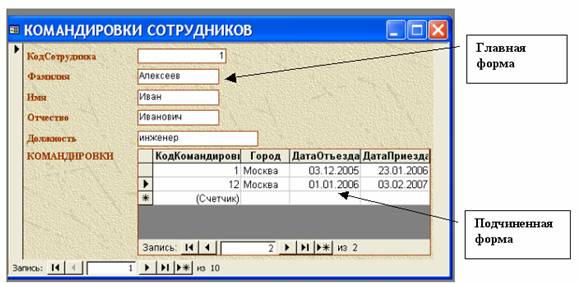 КОМАНДИРОВКИ СОТРУДНИКОВ
КодСотрудника 1
Фамилия Алексеев
Имя Иван
Отчество Иванович
Должность инженер
КОМАНДИРОВКИ
КодКомандировк Город ДатаОтъезда ДатаПриезда
1 Москва 03.12.2005 23.01.2006
12 Москва 01.01.2006 03.02.2007
(Счетчик)
Запись: 2 из 2
Запись: 1 из 10
Главная
форма
Подчиненная
форма